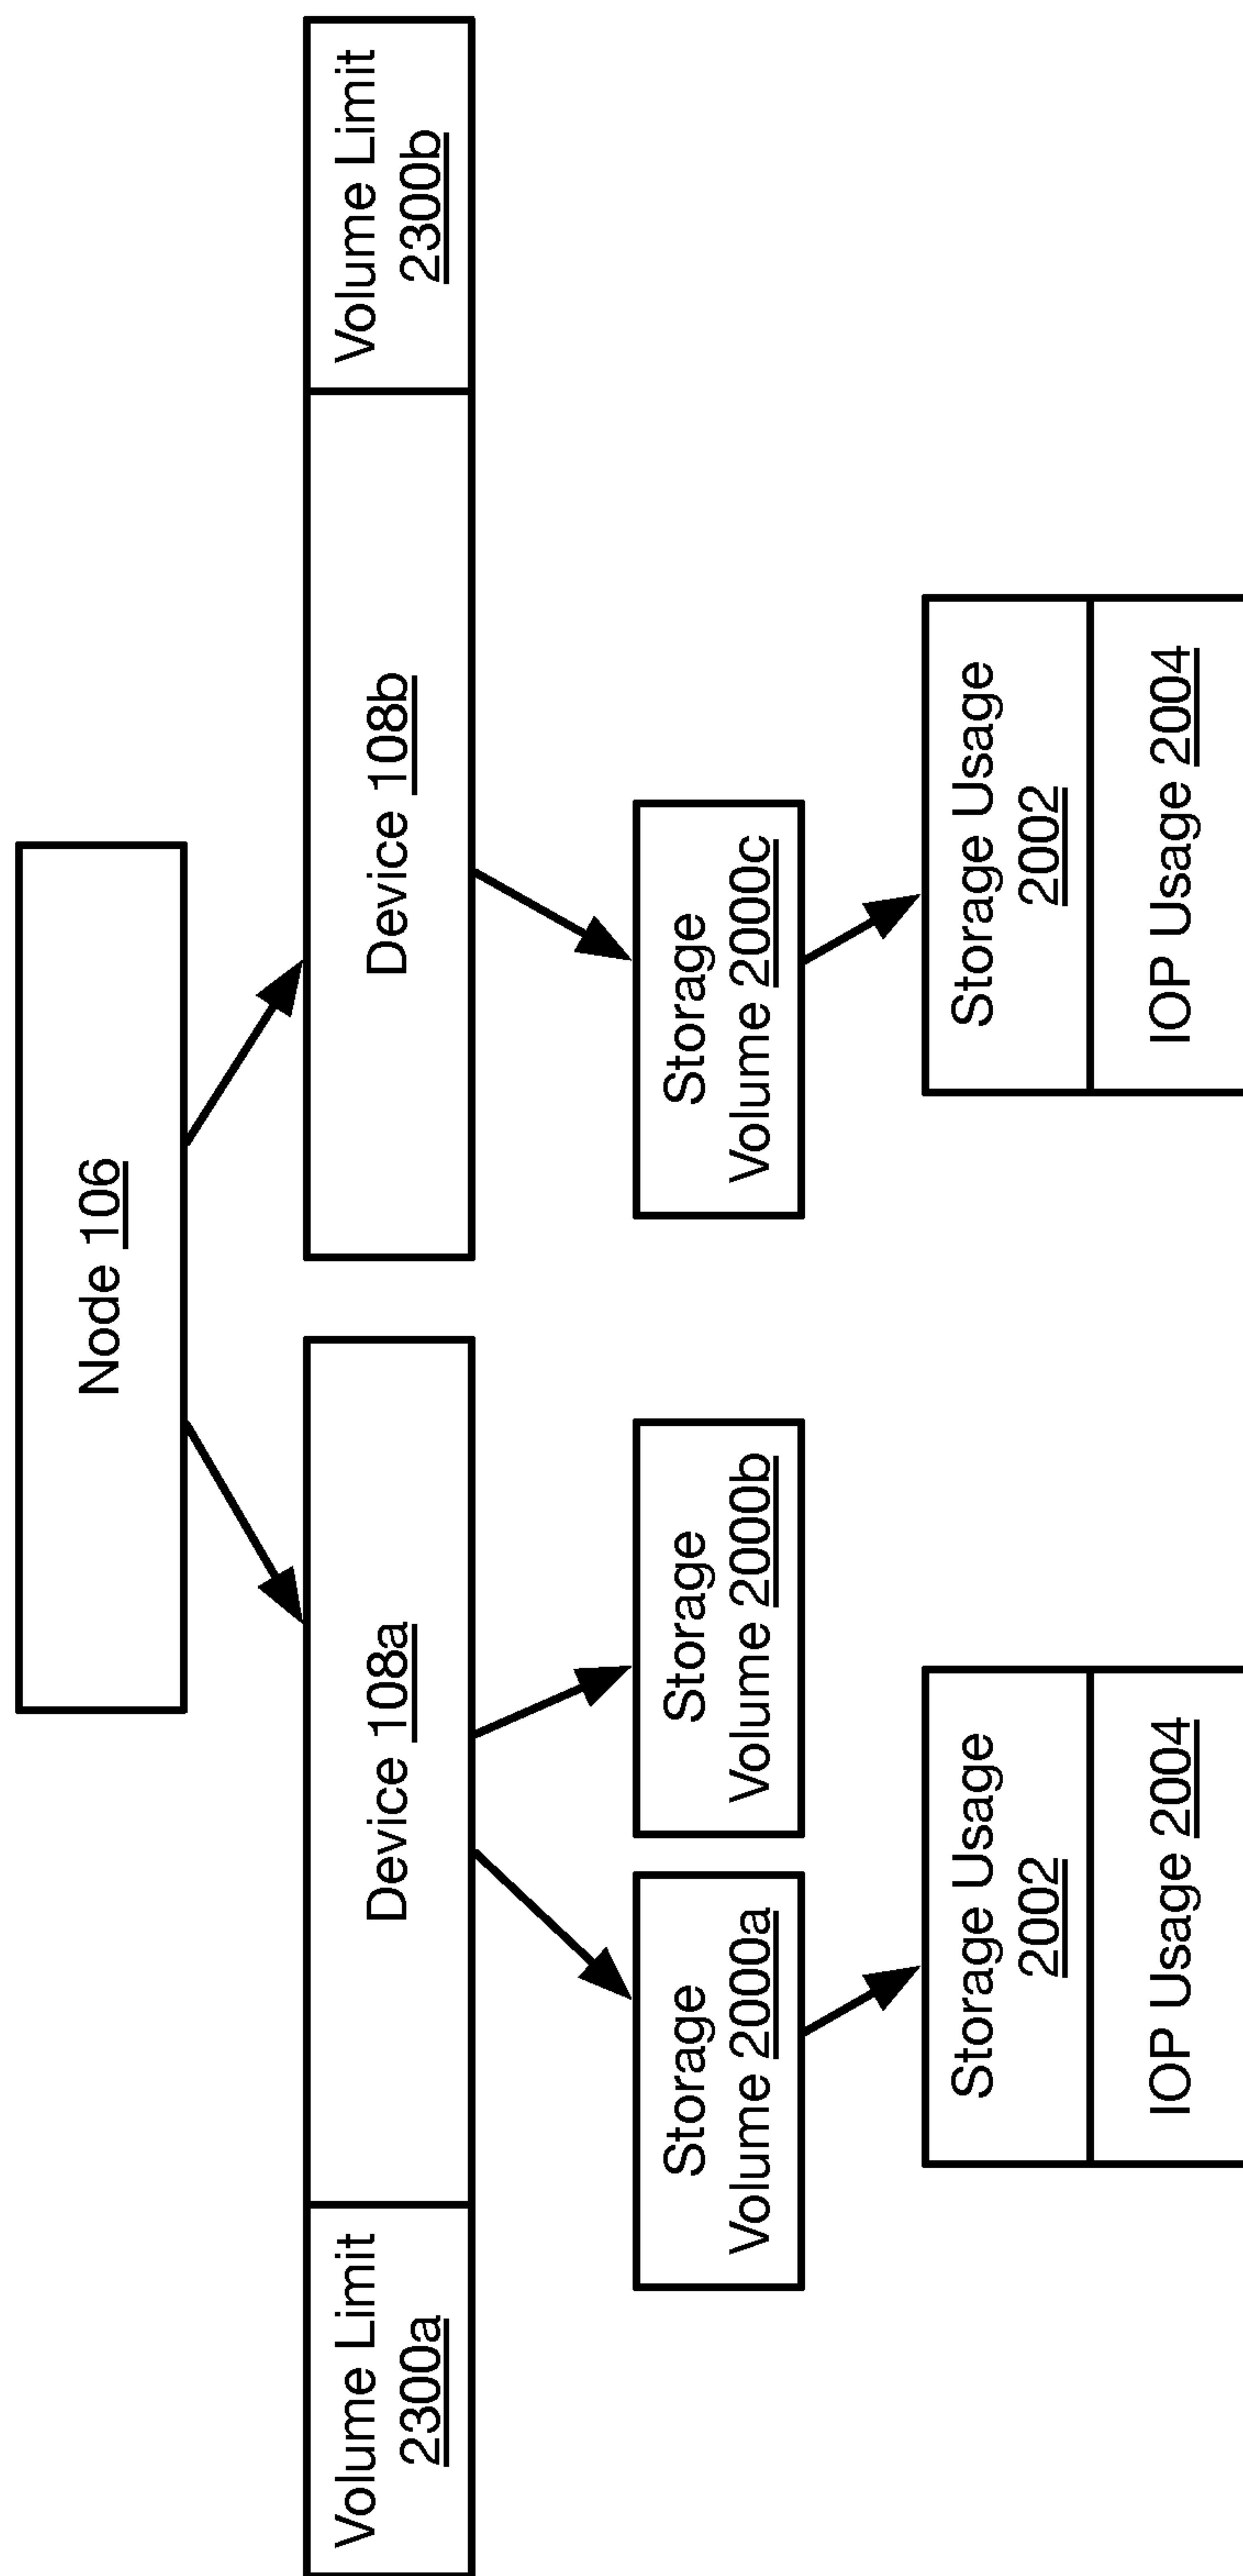 Node 106
Volume Limit
2300a
Device 108a
Device 108b
Volume Limit
2300b
Storage
Volume 2000a
Storage
Volume 2000b
Storage
Volume 2000c
Storage Usage
2002
IOP Usage 2004
Storage Usage
2002
IOP Usage 2004